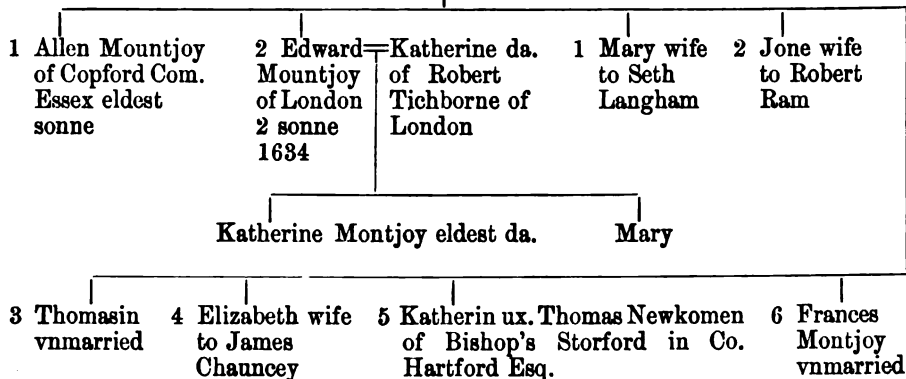 1 Allen Mountjoy
of Copford Com.
Essex eldest
sonne
2 Edward
Mountjoy
of London
2 sonne
1634
Katherine da.
of Robert
Tichborne of
London
1 Mary wife
to Seth
Langham
2 Jone wife
to Robert
Ram
Katherine Montjoy eldest da.
Mary
3 Thomasin
vnmarried
4 Elizabeth wife
to James
Chauncey
5 Katherin ux. Thomas Newkomen
of Bishop's Storford in Co.
Hartford Esq.
6 Frances
Montjoy
vnmarried